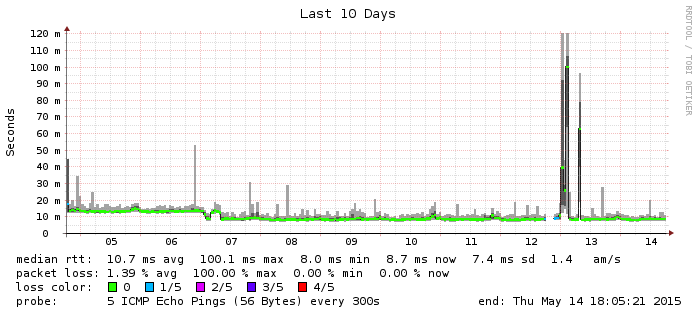 Last 10 Days
RRDTOOL / TOBI OETIKER
Seconds
120 m
110 m
100 m
90 m
80 m
70 m
60 m
50 m
40 m
30 m
20 m
10 m
0
05 06 07 08 09 10 11 12 13 14
median rtt: 10.7 ms avg 100.1 ms max 8.0 ms min 8.7 ms now 7.4 ms sd 1.4 am/s
packet loss: 1.39 % avg 100.00 % max 0.00 % min 0.00 % now
loss color: 0 1/5 2/5 3/5 4/5
probe: 5 ICMP Echo Pings (56 Bytes) every 300s end: Thu May 14 18:05:21 2015